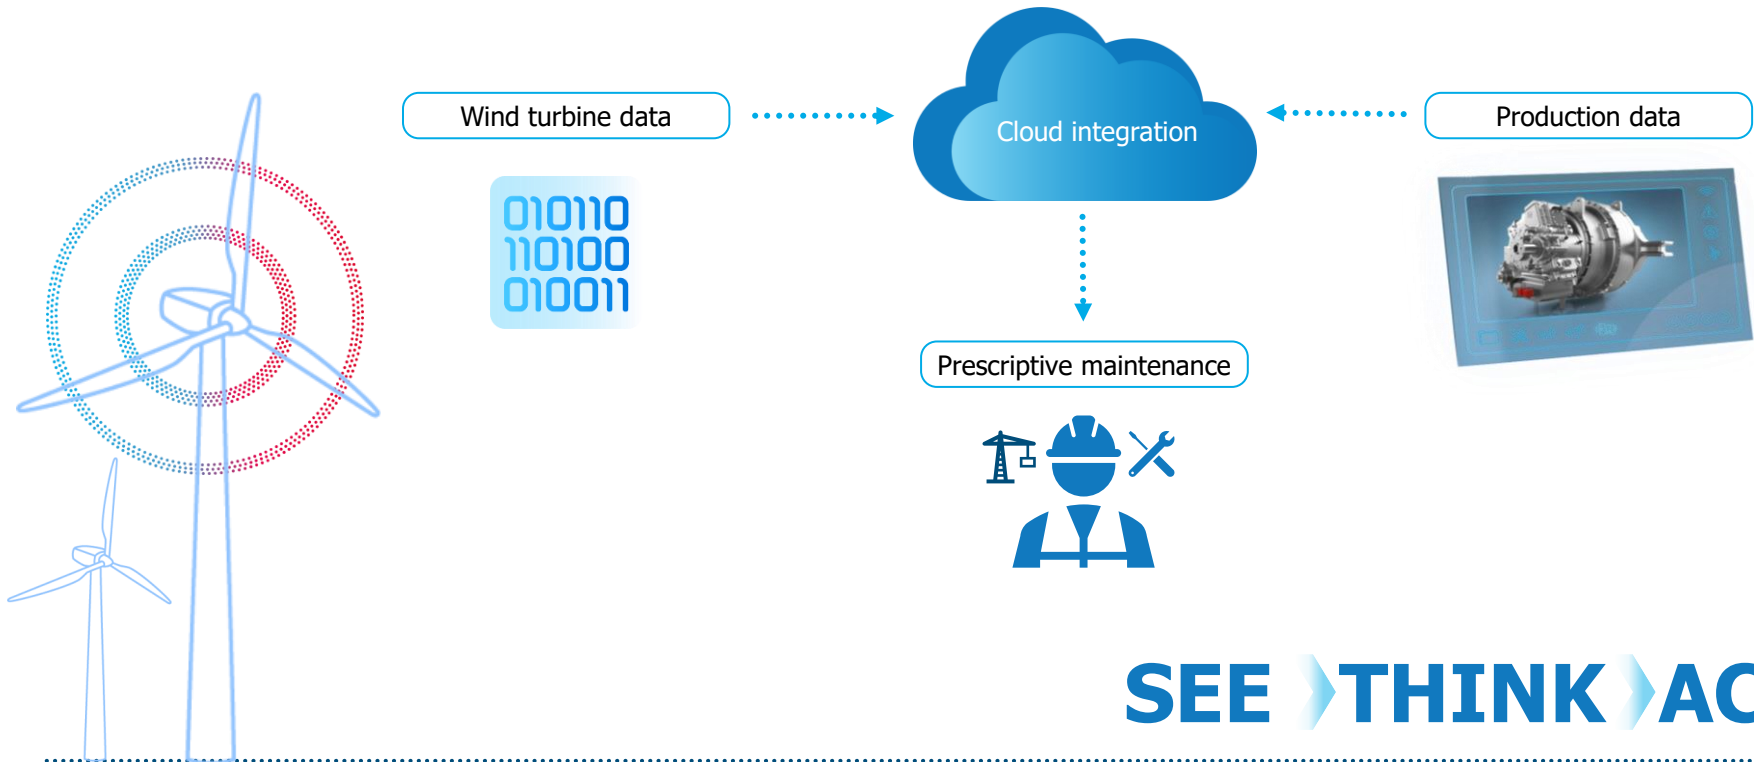 Wind turbine data
Cloud integration
Production data
010110
110100
010011
Prescriptive maintenance
SEE THINK AC